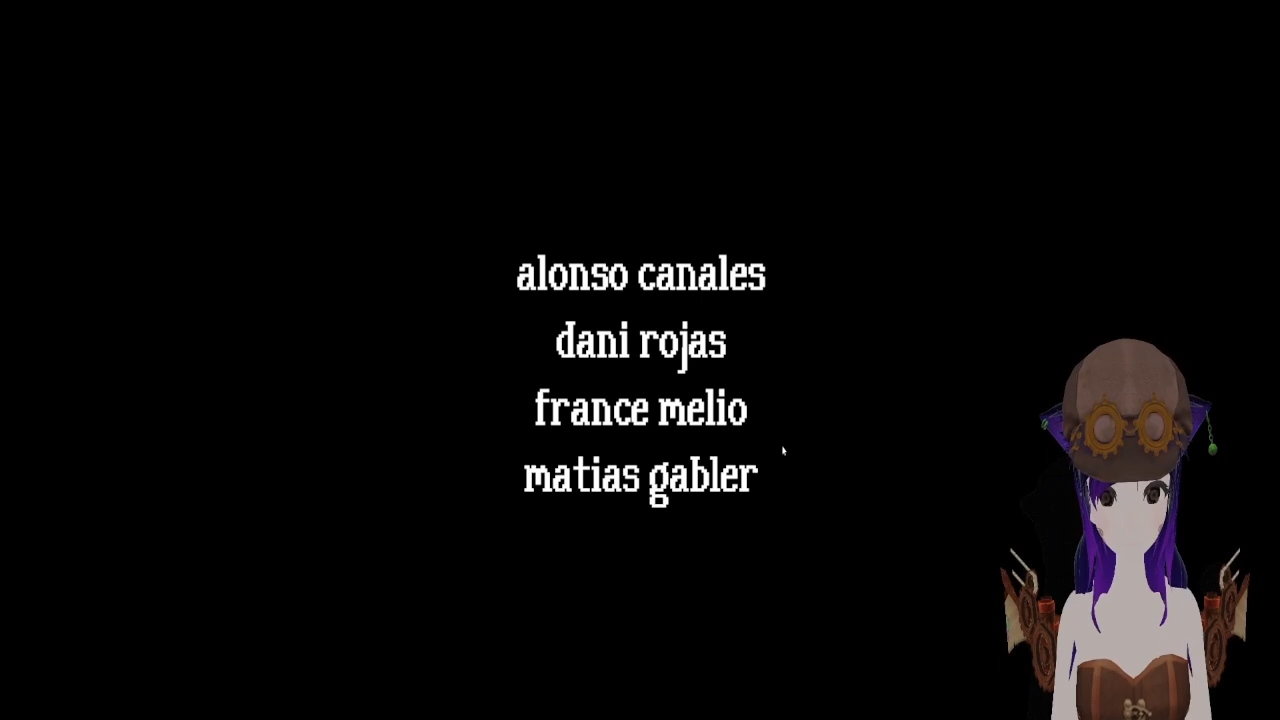 alonso canales
dani rojas
france melio
matias gabler